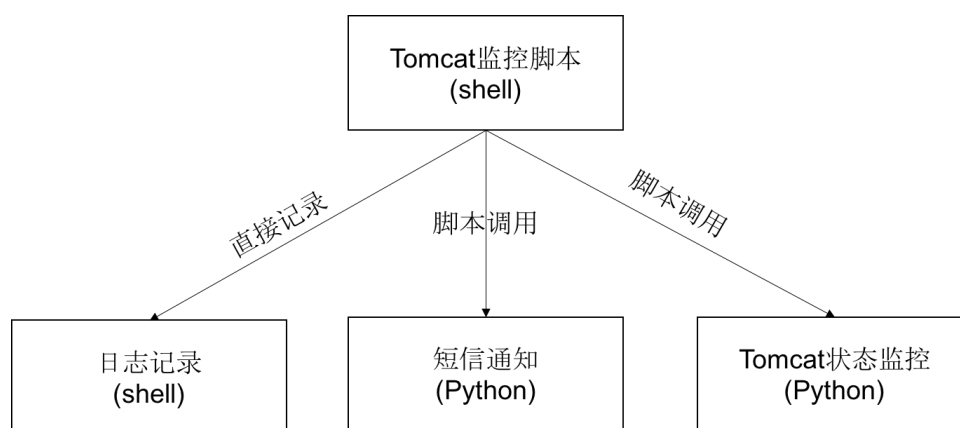 Tomcat监控脚本
(shell)
直接记录
脚本调用
脚本调用
日志记录
(shell)
短信通知
(Python)
Tomcat状态监控
(Python)